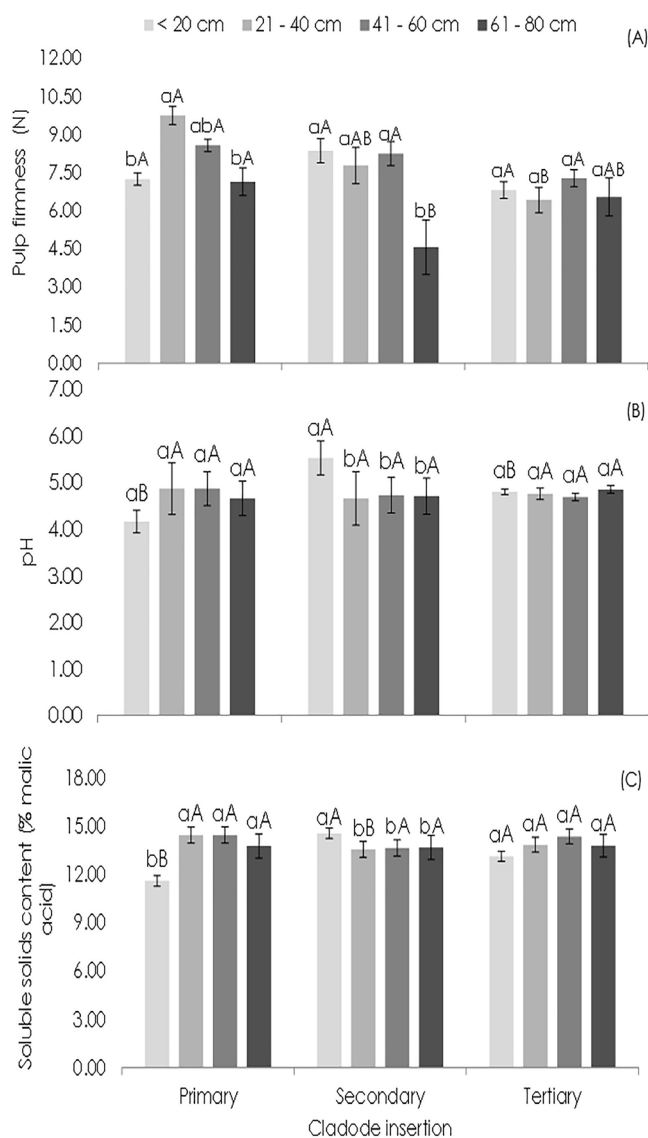 < 20 cm 21 - 40 cm 41 - 60 cm 61 - 80 cm
(A)
Pulp firmness (N)
12.00
10.50
9.00
7.50
6.00
4.50
3.00
1.50
0.00
bA aA abA bA
aA aAB aA bB
aA aB aA aAB
(B)
pH
7.00
6.00
5.00
4.00
3.00
2.00
1.00
0.00
aB aA aA aA
aA bA bA bA
aB aA aA aA
(C)
Soluble solids content (% malic
acid)
18.00
15.00
12.00
9.00
6.00
3.00
0.00
bB aA aA aA
aA bB bA bA
aA aA aA aA
Primary Secondary Tertiary
Cladode insertion